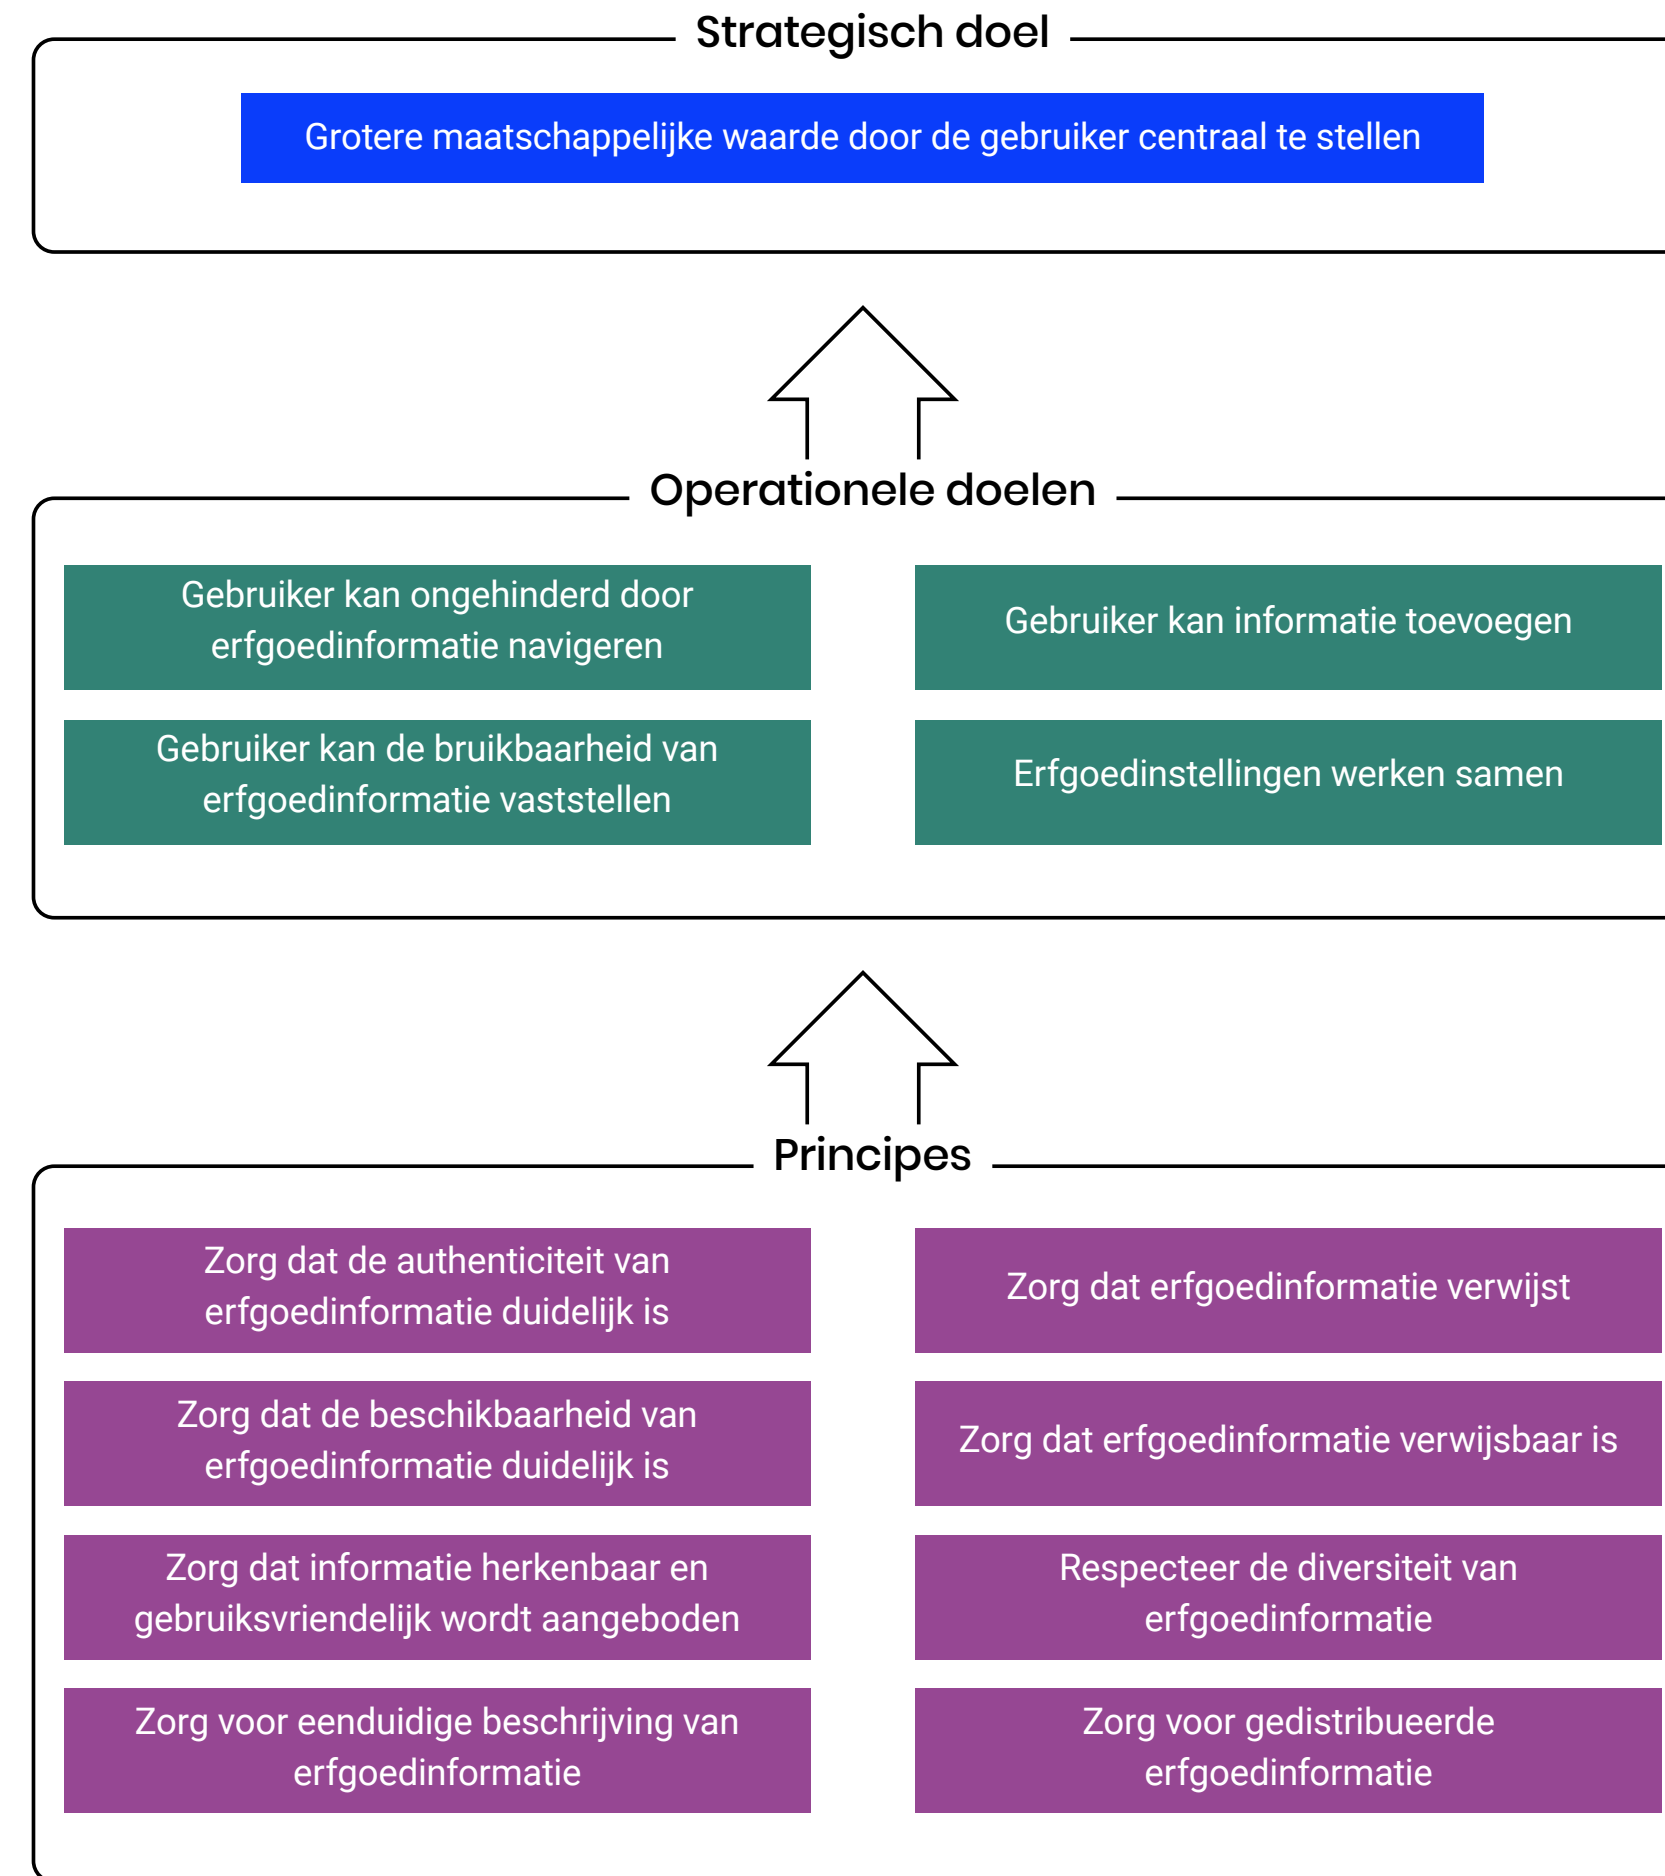 Strategisch doel
Grotere maatschappelijke waarde door de gebruiker centraal te stellen
Operationele doelen
Gebruiker kan ongehinderd door
erfgoedinformatie navigeren
Gebruiker kan informatie toevoegen
Gebruiker kan de bruikbaarheid van
erfgoedinformatie vaststellen
Erfgoedinstellingen werken samen
Principes
Zorg dat de authenticiteit van
erfgoedinformatie duidelijk is
Zorg dat erfgoedinformatie verwijst
Zorg dat de beschikbaarheid van
erfgoedinformatie duidelijk is
Zorg dat erfgoedinformatie verwijsbaar is
Zorg dat informatie herkenbaar en
gebruiksvriendelijk wordt aangeboden
Respecteer de diversiteit van
erfgoedinformatie
Zorg voor eenduidige beschrijving van
erfgoedinformatie
Zorg voor gedistribueerde
erfgoedinformatie